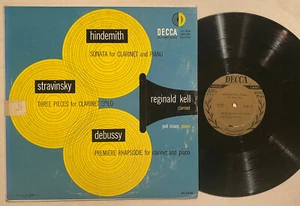 hindemith
DECCA
SONATA for CLARINET and PIANO
stravinsky
THREE PIECES for CLARINET SOLO
reginald kell
clarinet
joel rosen, piano
debussy
PREMIÈRE RHAPSODIE for clarinet and piano
DECCA